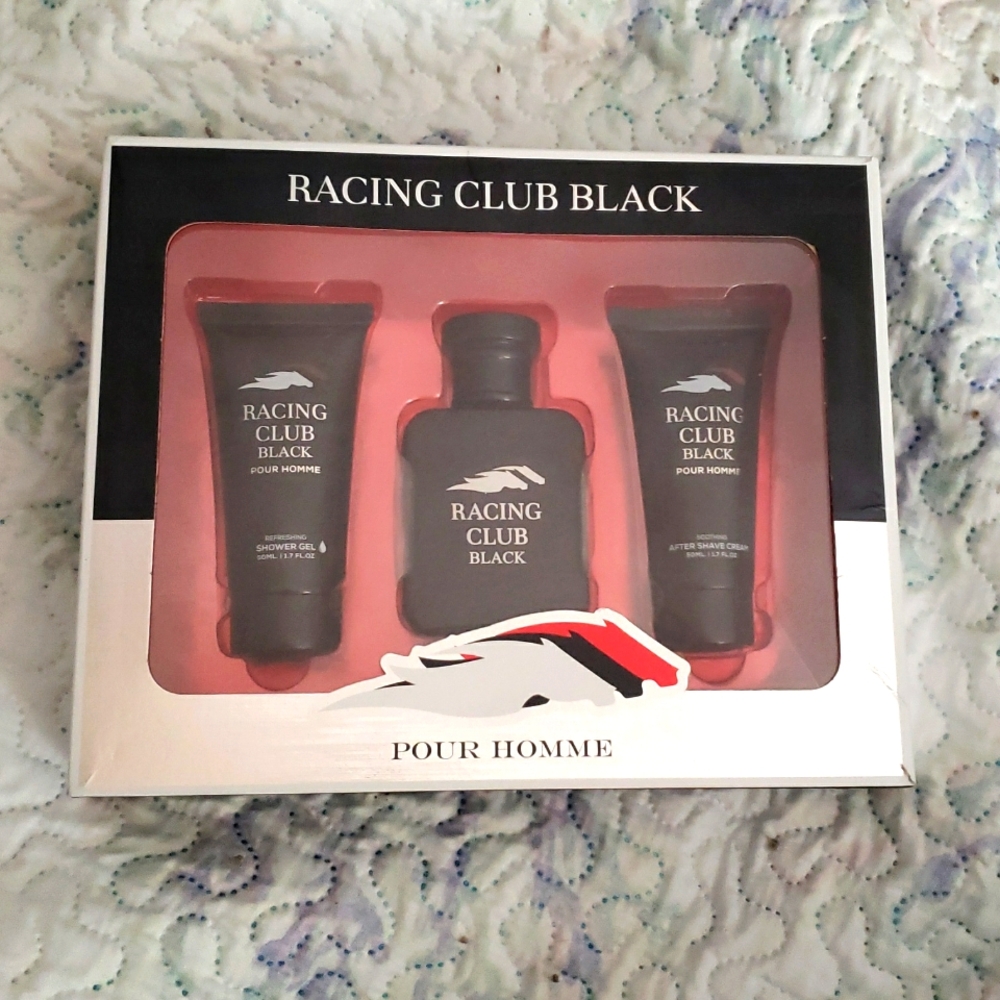 RACING CLUB BLACK
RACING
CLUB
BLACK
POUR HOMME
REFRESHING
SHOWER GEL
50ML. | 1.7 FL.OZ
RACING
CLUB
BLACK
RACING
CLUB
BLACK
POUR HOMME
SOOTHING
AFTER SHAVE CREAM
50ML. | 1.7 FL.OZ
POUR HOMME